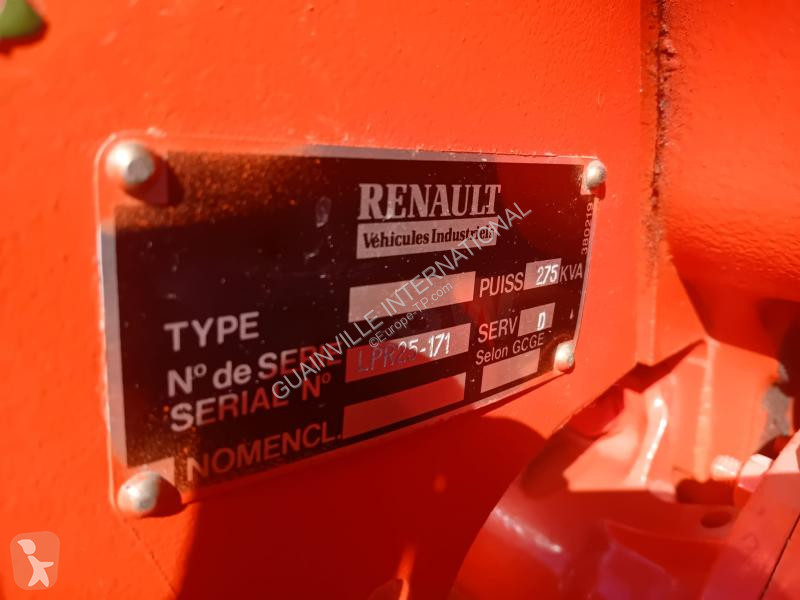 RENAULT
Véhicules Industriels
380219
TYPE
PUISS 275 KVA
N° de SERIE LPR25-171
SERIAL N°
SERV D
Selon GCGE
NOMENCL.
GUAINVILLE INTERNATIONAL
©Europe-TP.com